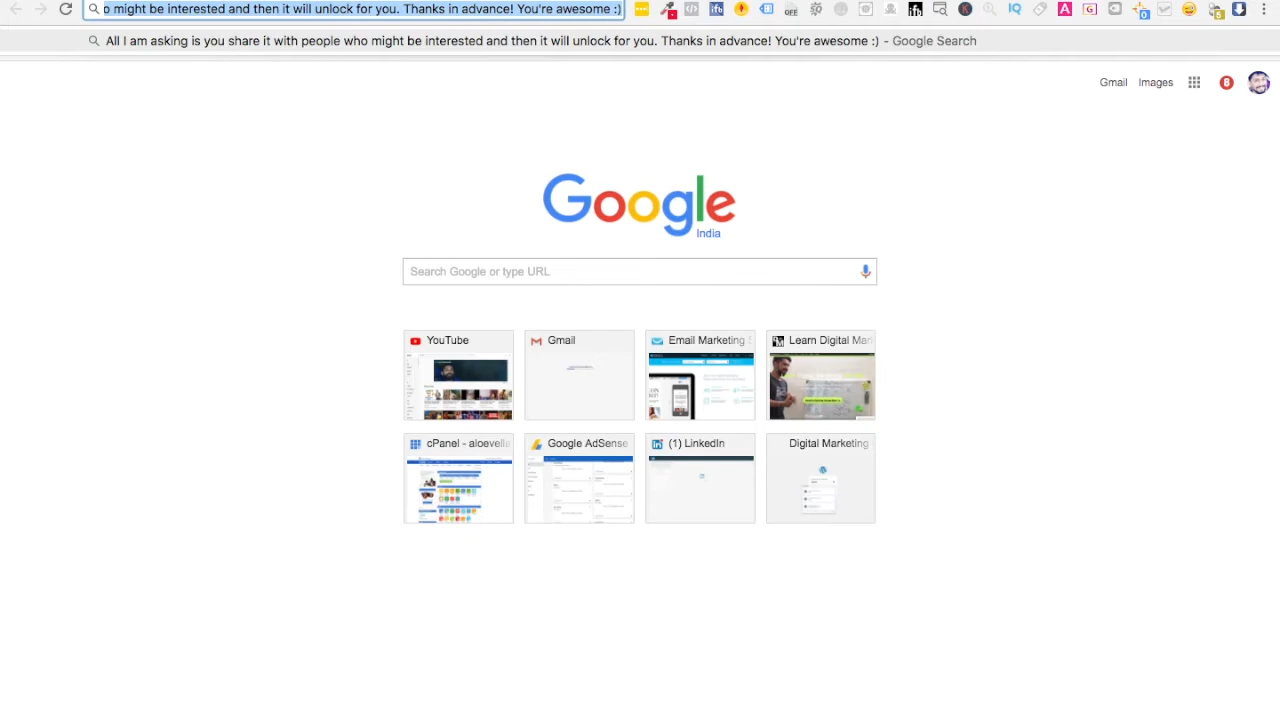 o might be interested and then it will unlock for you. Thanks in advance! You're awesome :)
All I am asking is you share it with people who might be interested and then it will unlock for you. Thanks in advance! You're awesome :) - Google Search
Gmail Images 8
Google
India
Search Google or type URL
YouTube Gmail Email Marketing Learn Digital Mar
cPanel - aloevella Google AdSense (1) LinkedIn Digital Marketing